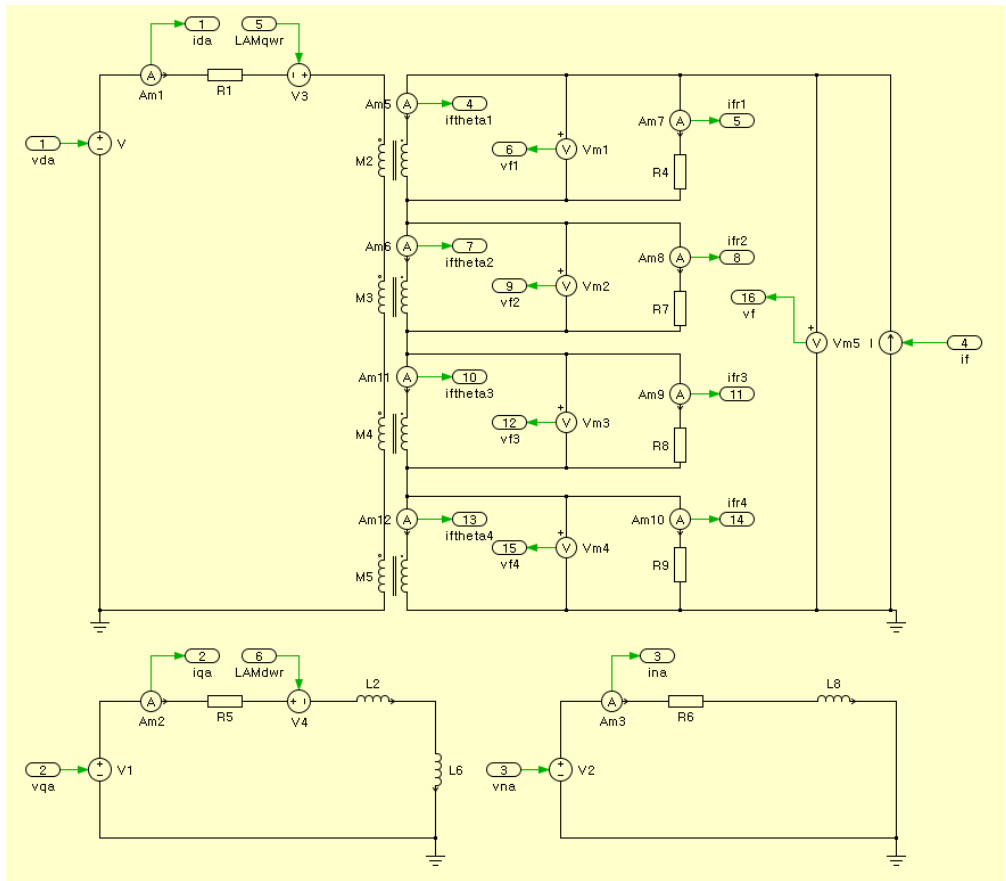 1
ida
5
LAMqwr
A
Am1
R1
V3
A
Am5
4
iftheta1
A
Am7
ifr1
5
1
vda
V
M2
6
vf1
V
Vm1
R4
A
Am6
7
iftheta2
A
Am8
ifr2
8
M3
9
vf2
V
Vm2
R7
16
vf
V
Vm5
I
4
if
A
Am11
10
iftheta3
A
Am9
ifr3
11
M4
12
vf3
V
Vm3
R8
A
Am12
13
iftheta4
A
Am10
ifr4
14
M5
15
vf4
V
Vm4
R9
2
iqa
6
LAMdwr
A
Am2
R5
V4
L2
2
vqa
V1
L6
3
ina
A
Am3
R6
L8
3
vna
V2